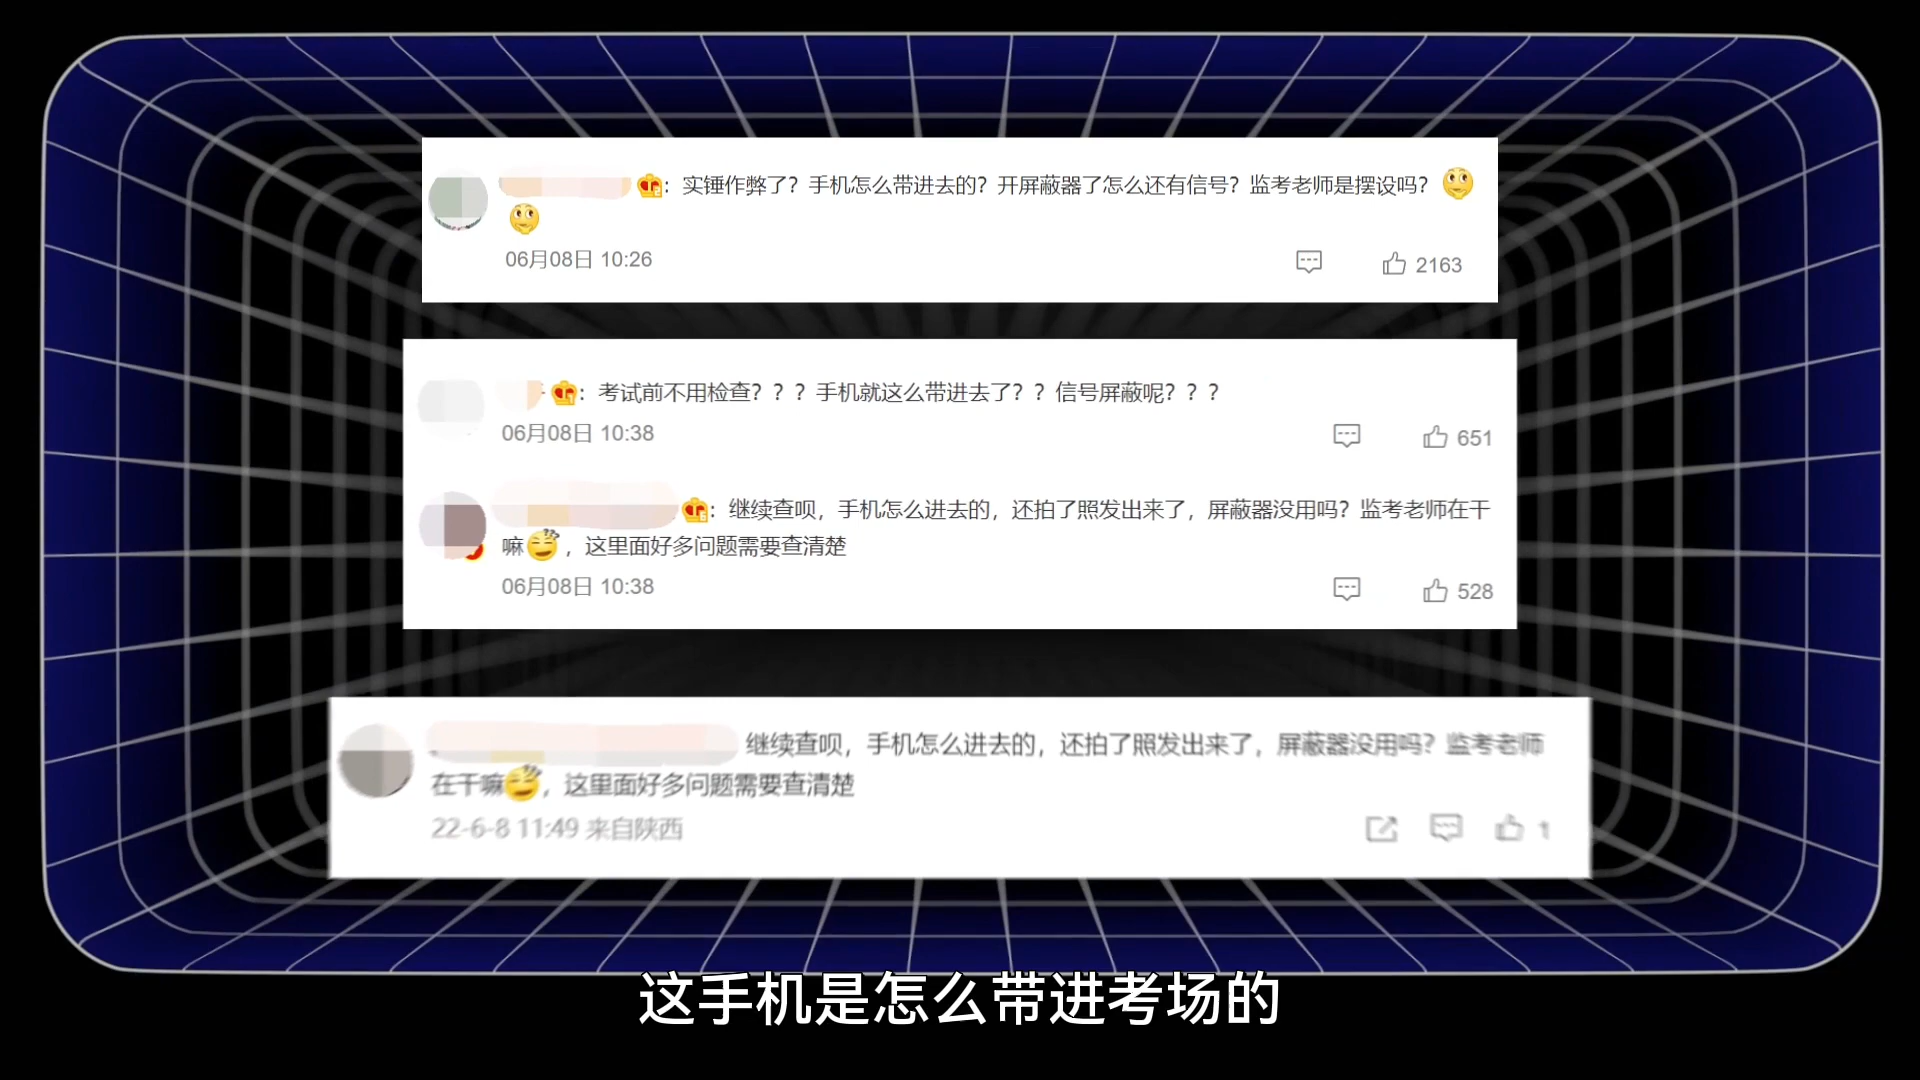 ：实锤作弊了？手机怎么带进去的？开屏蔽器了怎么还有信号？监考老师是摆设吗？
06月08日 10:26
2163
：考试前不用检查？？？手机就这么带进去了？？信号屏蔽呢？？？
06月08日 10:38
651
：继续查呗，手机怎么进去的，还拍了照发出来了，屏蔽器没用吗？监考老师在干
嘛，这里面好多问题需要查清楚
06月08日 10:38
528
继续查呗，手机怎么进去的，还拍了照发出来了，屏蔽器没用吗？监考老师
在干嘛，这里面好多问题需要查清楚
22-6-8 11:49 来自陕西
1
这手机是怎么带进考场的